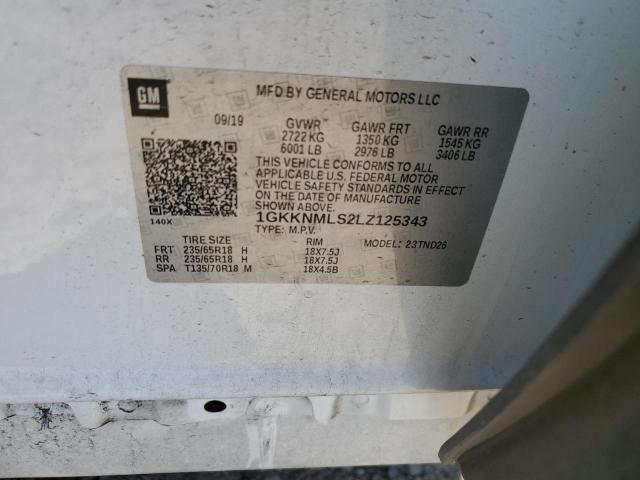 GM
MFD BY GENERAL MOTORS LLC
09/19
GVWR GAWR FRT GAWR RR
2722 KG 1350 KG 1545 KG
6001 LB 2976 LB 3406 LB
THIS VEHICLE CONFORMS TO ALL
APPLICABLE U.S. FEDERAL MOTOR
VEHICLE SAFETY STANDARDS IN EFFECT
ON THE DATE OF MANUFACTURE
SHOWN ABOVE.
140X
1GKKNMLS2LZ125343
TYPE: M.P.V.
MODEL: 23TND26
TIRE SIZE RIM
FRT 235/65R18 H 18X7.5J
RR 235/65R18 H 18X7.5J
SPA T135/70R18 M 18X4.5B